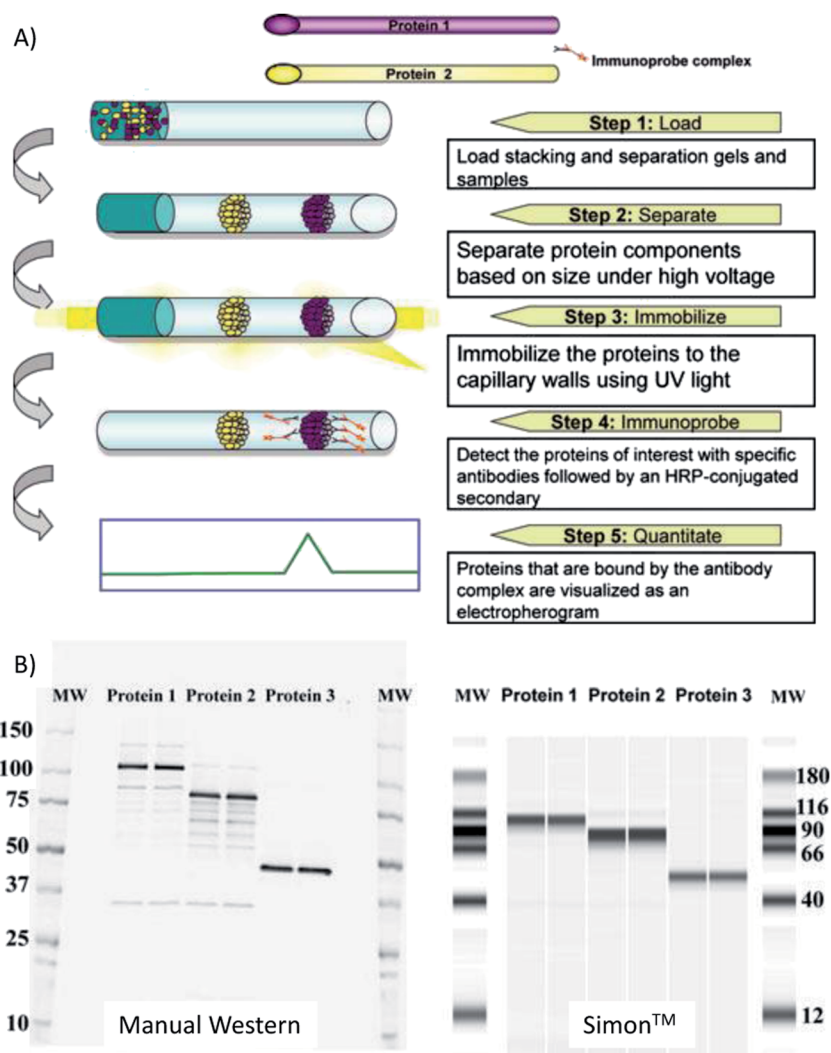 A)
Protein 1
Protein 2
Immunoprobe complex
Step 1: Load
Load stacking and separation gels and
samples
Step 2: Separate
Separate protein components
based on size under high voltage
Step 3: Immobilize
Immobilize the proteins to the
capillary walls using UV light
Step 4: Immunoprobe
Detect the proteins of interest with specific
antibodies followed by an HRP-conjugated
secondary
Step 5: Quantitate
Proteins that are bound by the antibody
complex are visualized as an
electropherogram
B)
MW Protein 1 Protein 2 Protein 3 MW
150
100
75
50
37
25
10
Manual Western
MW Protein 1 Protein 2 Protein 3 MW
180
116
90
66
40
12
Simon™